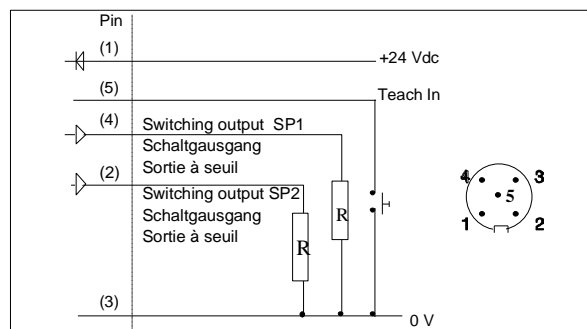 Pin
(1)
+24 Vdc
(5)
Teach In
(4)
Switching output SP1
Schaltgausgang
Sortie à seuil
(2)
Switching output SP2
Schaltgausgang
Sortie à seuil
R
R
(3)
0 V
4 3
5
1 2